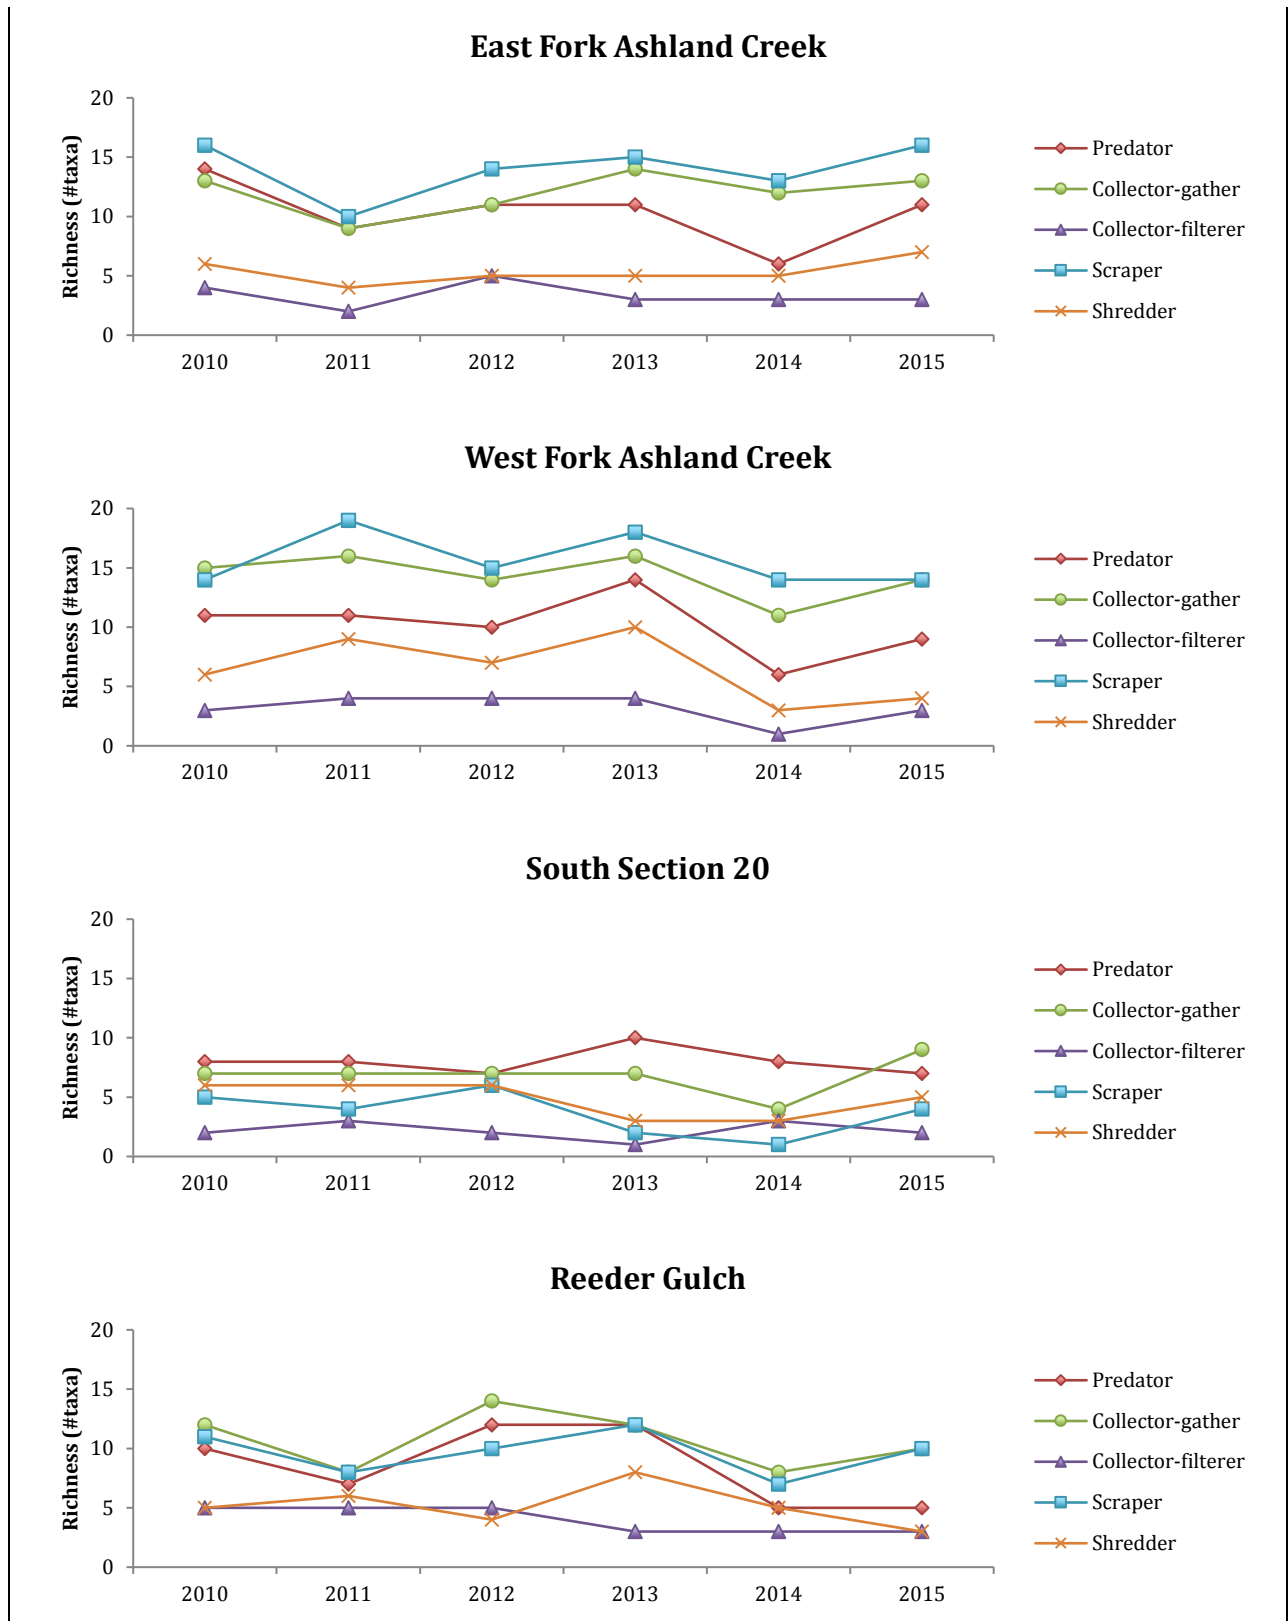 East Fork Ashland Creek
Richness (#taxa)
20
15
10
5
0
2010 2011 2012 2013 2014 2015
Predator
Collector-gather
Collector-filterer
Scraper
Shredder
West Fork Ashland Creek
Richness (#taxa)
20
15
10
5
0
2010 2011 2012 2013 2014 2015
Predator
Collector-gather
Collector-filterer
Scraper
Shredder
South Section 20
Richness (#taxa)
20
15
10
5
0
2010 2011 2012 2013 2014 2015
Predator
Collector-gather
Collector-filterer
Scraper
Shredder
Reeder Gulch
Richness (#taxa)
20
15
10
5
0
2010 2011 2012 2013 2014 2015
Predator
Collector-gather
Collector-filterer
Scraper
Shredder